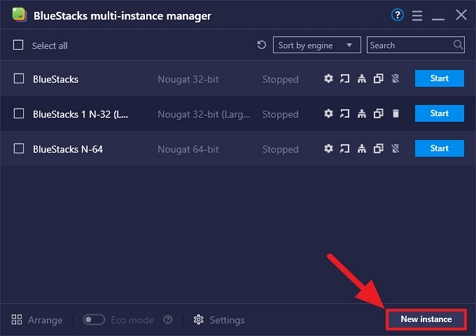 BlueStacks multi-instance manager
Select all
Sort by engine
Search
BlueStacks Nougat 32-bit Stopped Start
BlueStacks 1 N-32 (L... Nougat 32-bit (Larg... Stopped Start
BlueStacks N-64 Nougat 64-bit Stopped Start
Arrange Eco mode Settings New instance